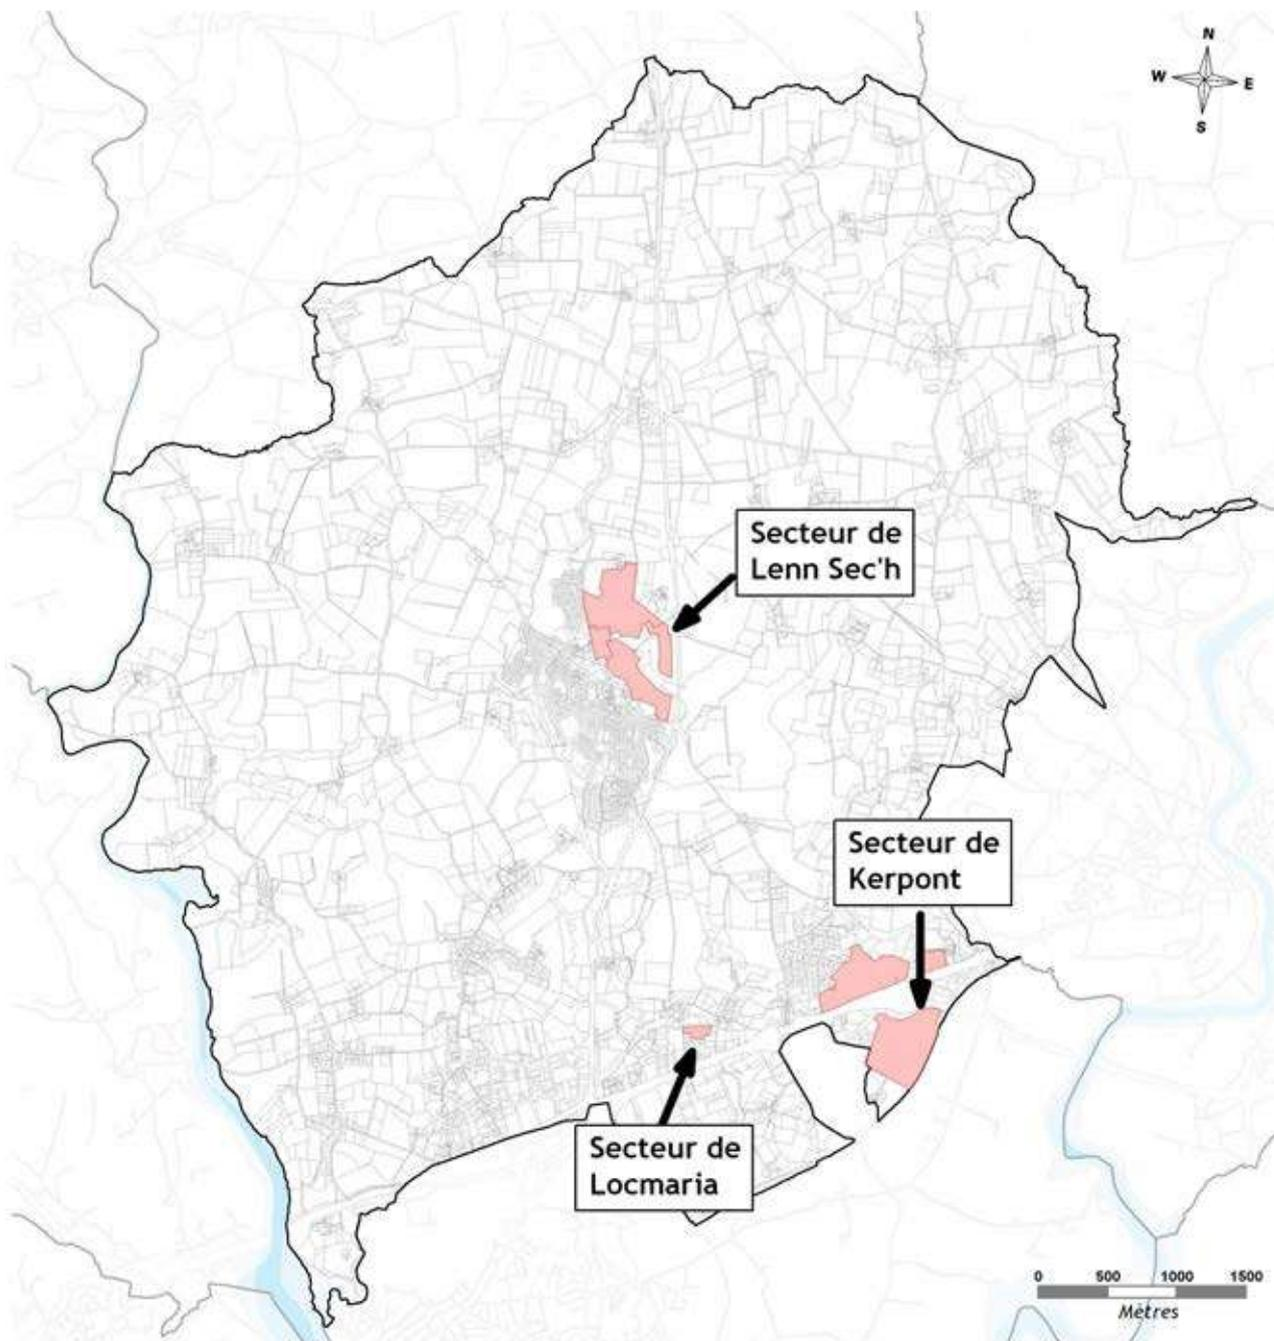 N
W E
S
Secteur de
Lenn Sec'h
Secteur de
Kerpont
Secteur de
Locmaria
0 500 1000 1500
Mètres